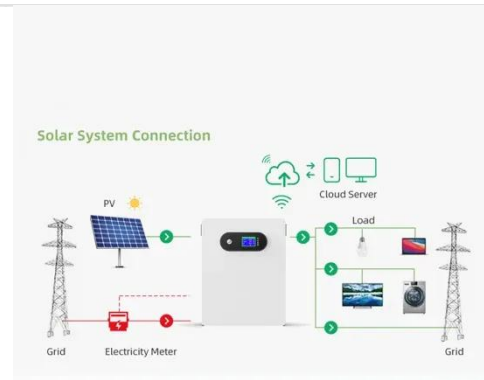 Solar System Connection
Cloud Server
PV
Load
Grid
Electricity Meter
Grid